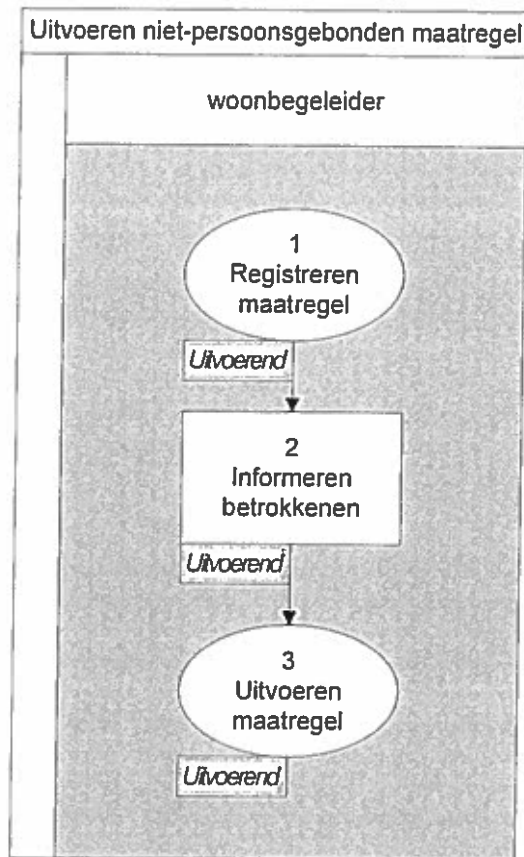 Uitvoeren niet-persoonsgebonden maatregel
woonbegeleider
1
Registreren
maatregel
Uitvoerend
2
Informeren
betrokkenen
Uitvoerend
3
Uitvoeren
maatregel
Uitvoerend